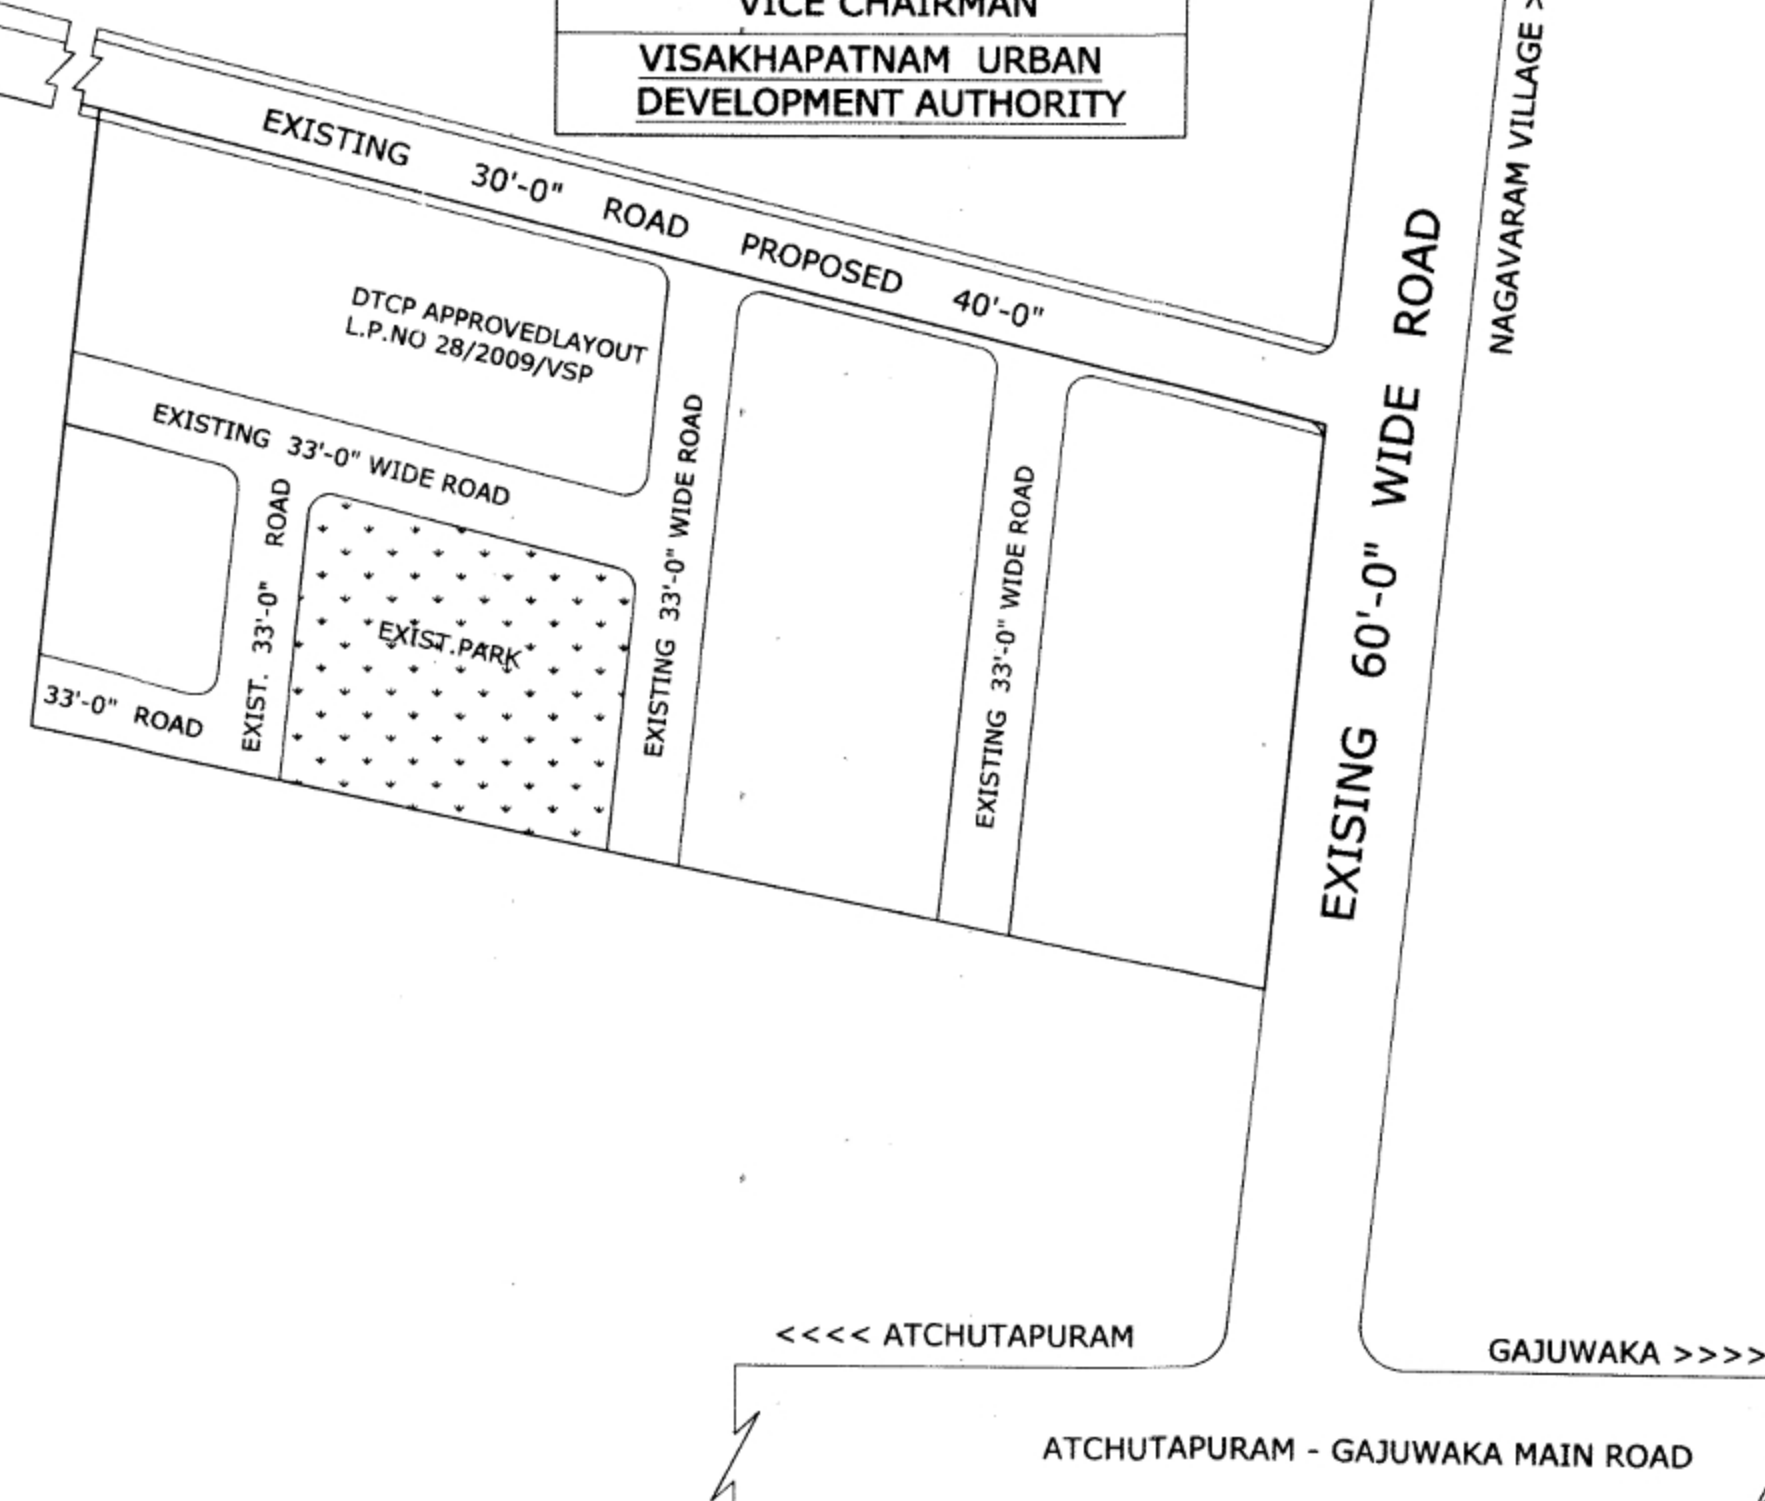 VICE CHAIRMAN
VISAKHAPATNAM URBAN
DEVELOPMENT AUTHORITY
NAGAVARAM VILLAGE >
EXISTING 30'-0" ROAD PROPOSED 40'-0"
DTCP APPROVEDLAYOUT
L.P.NO 28/2009/VSP
EXISTING 33'-0" WIDE ROAD
EXIST. 33'-0" ROAD
33'-0" ROAD
EXIST.PARK
EXISTING 33'-0" WIDE ROAD
EXISTING 33'-0" WIDE ROAD
EXISING 60'-0" WIDE ROAD
<<<< ATCHUTAPURAM
GAJUWAKA >>>>
ATCHUTAPURAM - GAJUWAKA MAIN ROAD